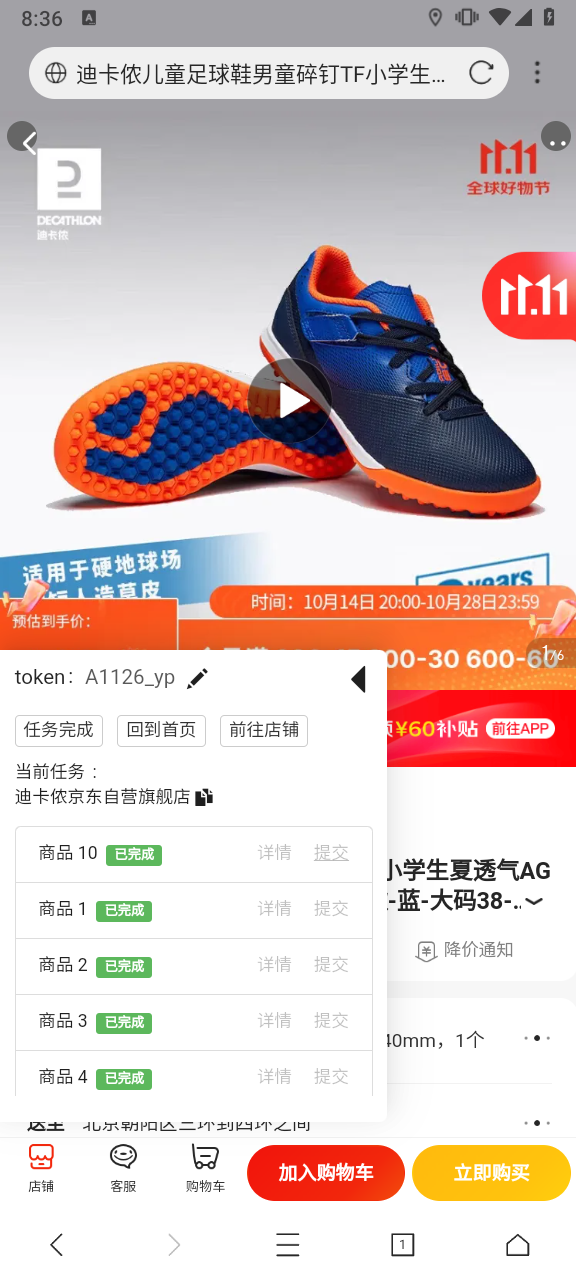 8:36
迪卡侬儿童足球鞋男童碎钉TF小学生...
DECATHLON
迪卡侬
11.11
全球好物节
11.11
适用于硬地球场
years
时间：10月14日 20:00-10月28日23:59
预估到手价：
00-30 600-60
1/6
token： A1126_yp
¥60补贴 前往APP
任务完成 回到首页 前往店铺
当前任务 :
迪卡侬京东自营旗舰店
商品 10 已完成 详情 提交
小学生夏透气AG
-蓝-大码38-..
商品 1 已完成 详情 提交
降价通知
商品 2 已完成 详情 提交
商品 3 已完成 详情 提交
40mm，1个
商品 4 已完成 详情 提交
送至 北京朝阳区三环到四环之间
店铺 客服 购物车 加入购物车 立即购买
1